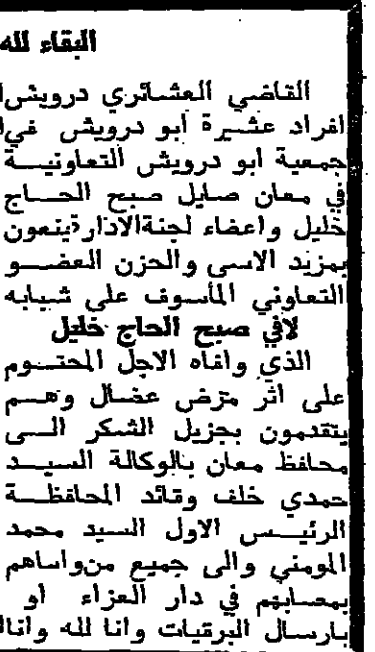 البقاء لله
القاضي العشائري درويش
افراد عشيرة أبو درويش في
جمعية ابو درويش التعاونية
في معان صايل صبح الحاج
خليل واعضاء لجنة الادارة ينعون
بمزيد الاسى والحزن العضو
التعاوني المأسوف على شبابه
لافي صبح الحاج خليل
الذي وافاه الاجل المحتوم
على اثر مرض عضال وهم
يتقدمون بجزيل الشكر الى
محافظ معان بالوكالة السيد
حمدي خلف وقائد المحافظة
الرئيس الاول السيد محمد
المومني والى جميع من واساهم
بمصابهم في دار العزاء او
بارسال البرقيات وانا لله وانا